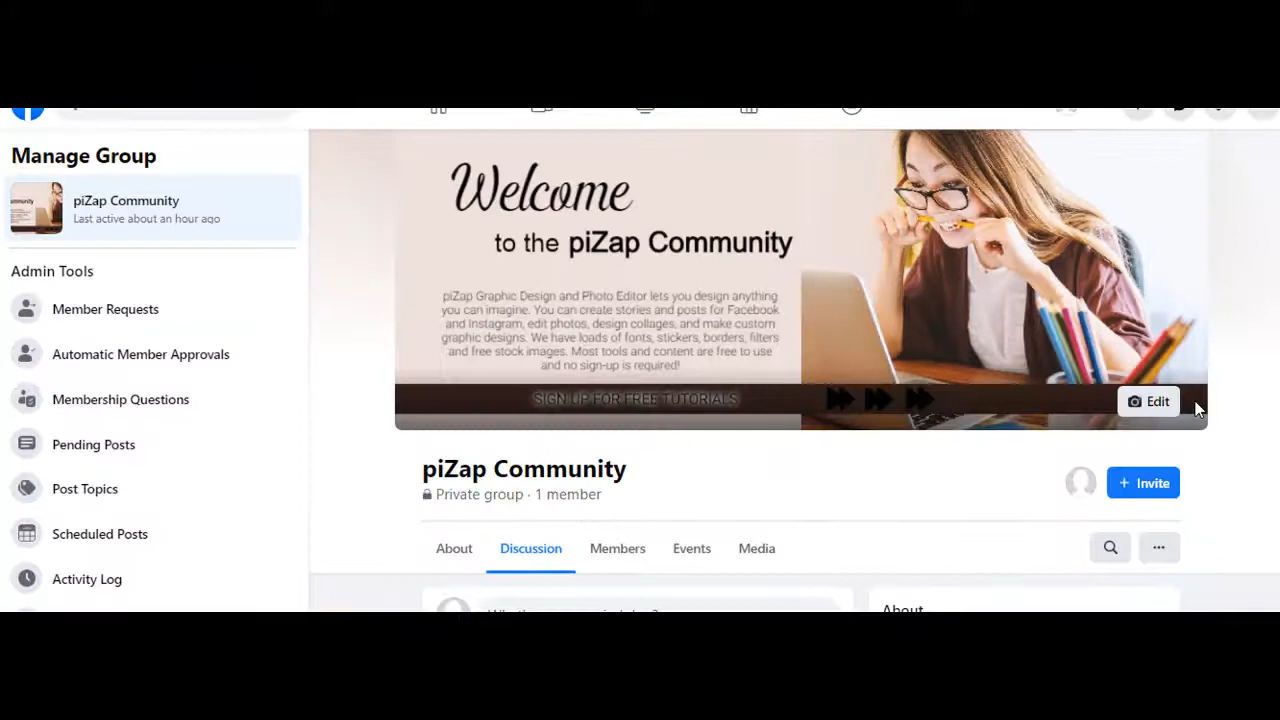 Manage Group
piZap Community
Last active about an hour ago
Admin Tools
Member Requests
Automatic Member Approvals
Membership Questions
Pending Posts
Post Topics
Scheduled Posts
Activity Log
Welcome
to the piZap Community
piZap Graphic Design and Photo Editor lets you design anything
you can imagine. You can create stories and posts for Facebook
and Instagram, edit photos, design collages, and make custom
graphic designs. We have loads of fonts, stickers, borders, filters
and free stock images. Most tools and content are free to use
and no sign-up is required!
SIGN UP FOR FREE TUTORIALS
Edit
piZap Community
Private group · 1 member
+ Invite
About
Discussion
Members
Events
Media
About